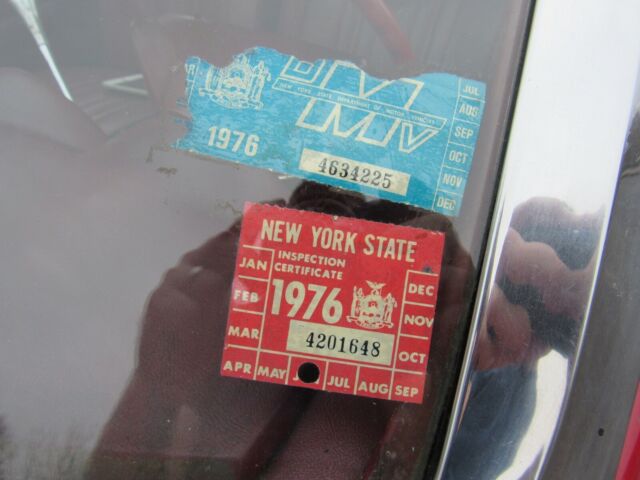 DMV
NEW YORK STATE DEPARTMENT OF MOTOR VEHICLES
1976
4634225
JUL
AUG
SEP
OCT
NOV
DEC
NEW YORK STATE
INSPECTION
CERTIFICATE
1976
4201648
JAN
FEB
MAR
APR MAY JUL AUG SEP
OCT
NOV
DEC